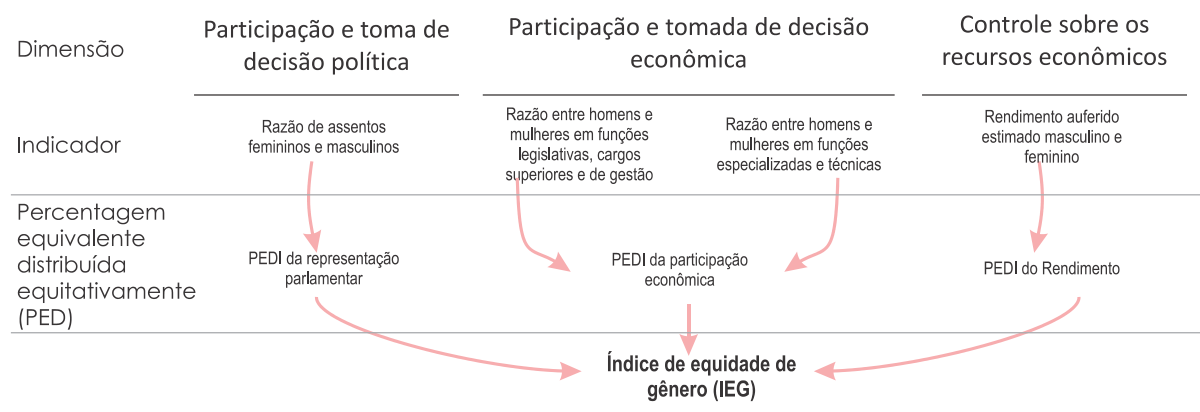 Dimensão
Participação e toma de
decisão política
Participação e tomada de decisão
econômica
Controle sobre os
recursos econômicos
Indicador
Razão de assentos
femininos e masculinos
Razão entre homens e
mulheres em funções
legislativas, cargos
superiores e de gestão
Razão entre homens e
mulheres em funções
especializadas e técnicas
Rendimento auferido
estimado masculino e
feminino
Percentagem
equivalente
distribuída
equitativamente
(PED)
PEDI da representação
parlamentar
PEDI da participação
econômica
PEDI do Rendimento
Índice de equidade de
gênero (IEG)